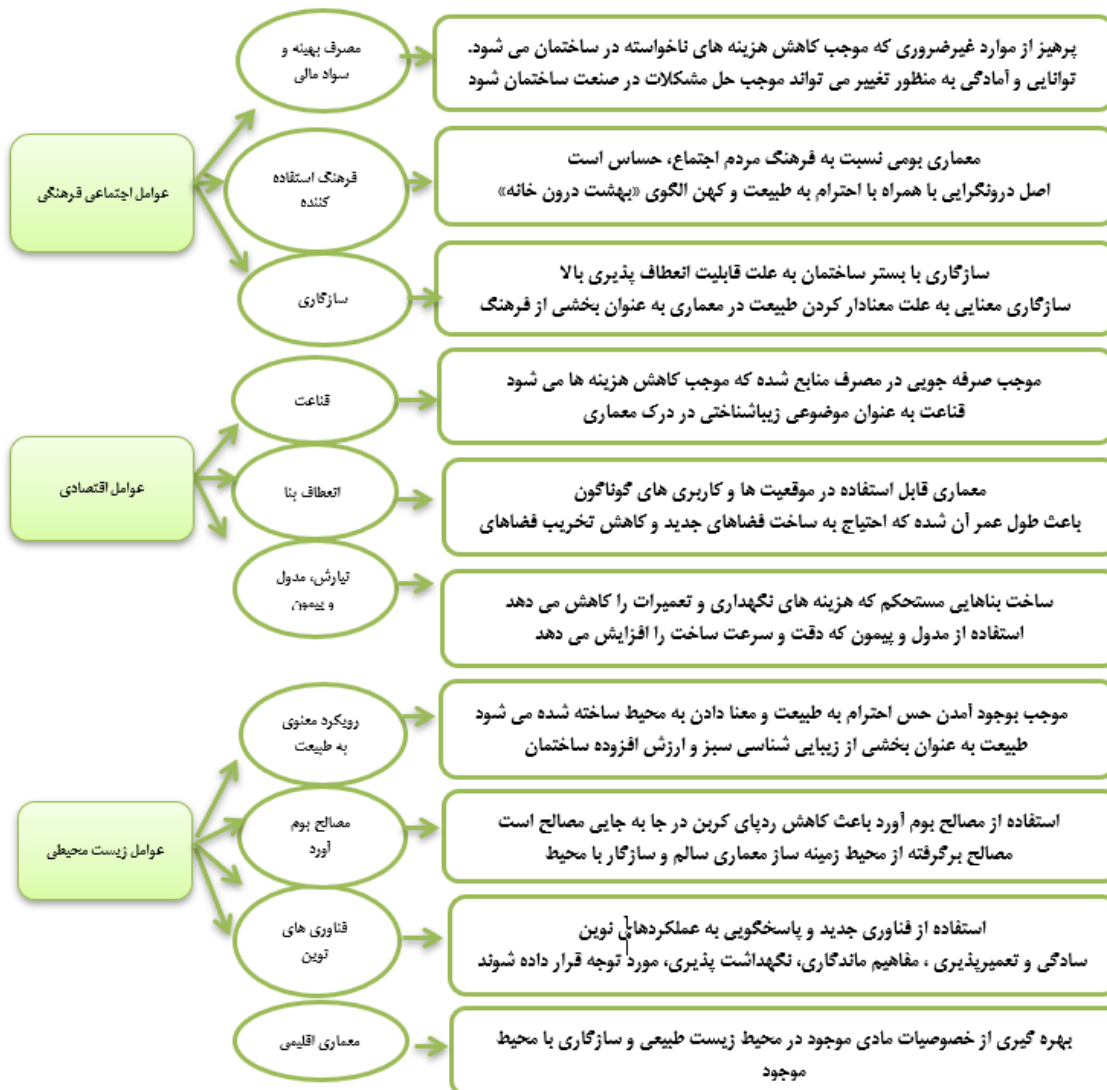 عوامل اجتماعی فرهنگی
مصرف بهینه و
سواد مالی
پرهیز از موارد غیرضروری که موجب کاهش هزینه های ناخواسته در ساختمان می شود.
توانایی و آمادگی به منظور تغییر می تواند موجب حل مشکلات در صنعت ساختمان شود
فرهنگ استفاده
کننده
معماری بومی نسبت به فرهنگ مردم اجتماع، حساس است
اصل درونگرایی با همراه با احترام به طبیعت و کهن الگوی «بهشت درون خانه»
سازگاری
سازگاری با بستر ساختمان به علت قابلیت انعطاف پذیری بالا
سازگاری معنایی به علت معنادار کردن طبیعت در معماری به عنوان بخشی از فرهنگ
عوامل اقتصادی
قناعت
موجب صرفه جویی در مصرف منابع شده که موجب کاهش هزینه ها می شود
قناعت به عنوان موضوعی زیباشناختی در درک معماری
انعطاف بنا
معماری قابل استفاده در موقعیت ها و کاربری های گوناگون
باعث طول عمر آن شده که احتیاج به ساخت فضاهای جدید و کاهش تخریب فضاهای
نیارش، مدول
و پیمون
ساخت بناهایی مستحکم که هزینه های نگهداری و تعمیرات را کاهش می دهد
استفاده از مدول و پیمون که دقت و سرعت ساخت را افزایش می دهد
عوامل زیست محیطی
رویکرد معنوی
به طبیعت
موجب بوجود آمدن حس احترام به طبیعت و معنا دادن به محیط ساخته شده می شود
طبیعت به عنوان بخشی از زیبایی شناسی سبز و ارزش افزوده ساختمان
مصالح بوم
آورد
استفاده از مصالح بوم آورد باعث کاهش ردپای کربن در جا به جایی مصالح است
مصالح برگرفته از محیط زمینه ساز معماری سالم و سازگار با محیط
فناوری های
نوین
استفاده از فناوری جدید و پاسخگویی به عملکردهای نوین
سادگی و تعمیرپذیری ، مفاهیم ماندگاری، نگهداشت پذیری، مورد توجه قرار داده شوند
معماری اقلیمی
بهره گیری از خصوصیات مادی موجود در محیط زیست طبیعی و سازگاری با محیط
موجود